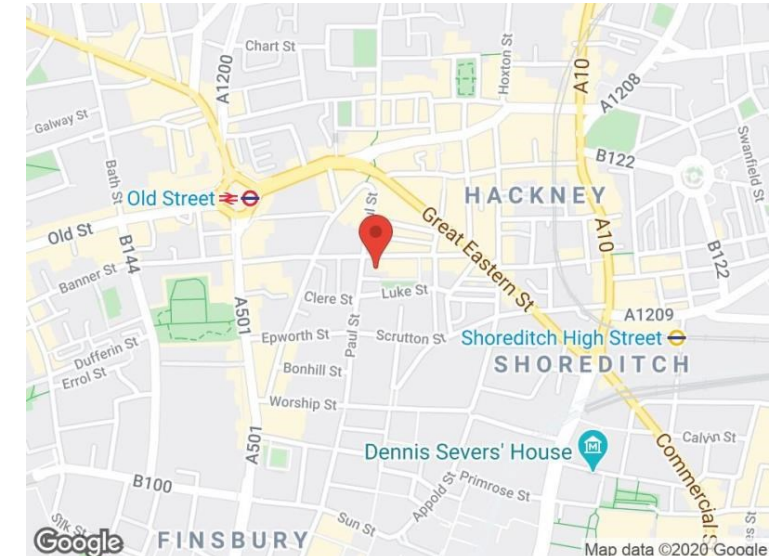 Chart St
A1200
Hoxton St
A10
A1208
Galway St
Bath St
B122
Swanfield St
Old Street
HACKNEY
Old St
Great Eastern St
A10
B144
B122
Banner St
Clere St
Luke St
A501
A1209
Paul St
Epworth St
Scrutton St
Shoreditch High Street
Dufferin St
Errol St
SHOREDITCH
Bonhill St
Worship St
A501
Dennis Severs' House
Calvin St
B100
Appold St
Primrose St
Silk St
Sun St
Google
FINSBURY
Map data ©2020 Google